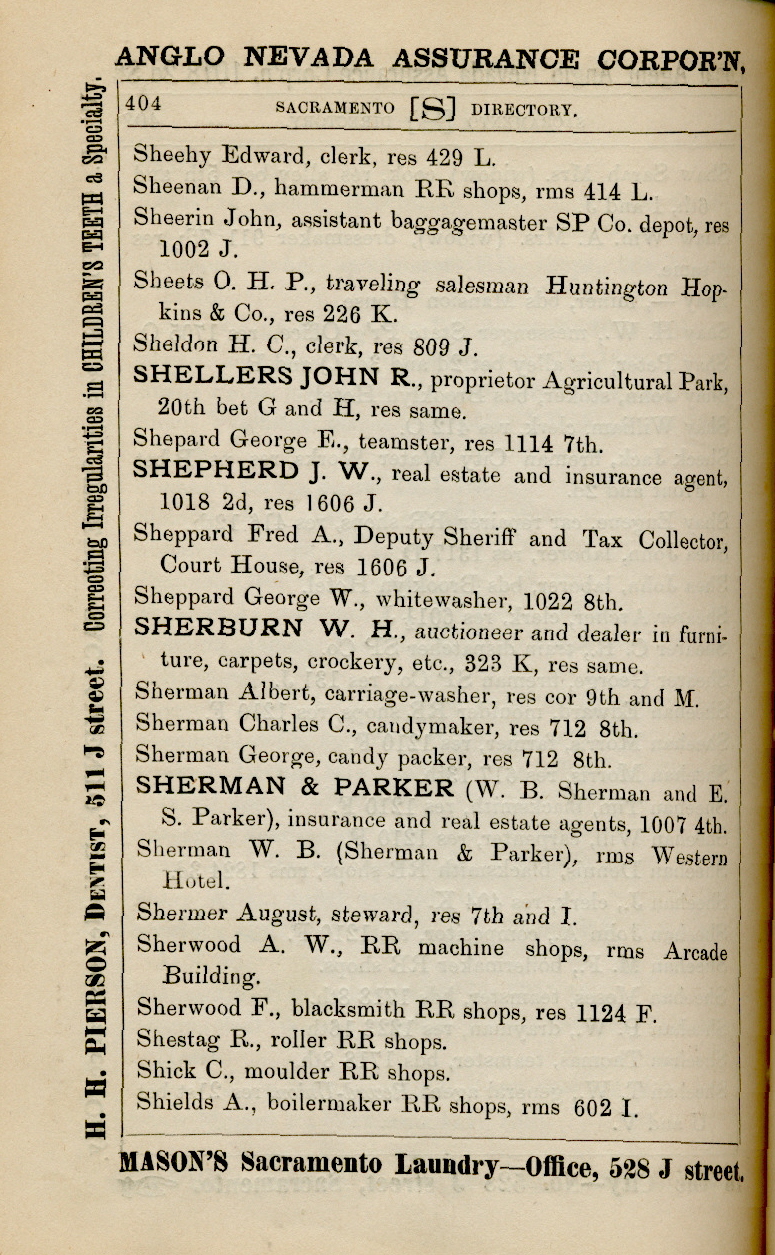 ANGLO NEVADA ASSURANCE CORPOR'N,
404 SACRAMENTO [S] DIRECTORY.
Sheehy Edward, clerk, res 429 L.
Sheenan D., hammerman RR shops, rms 414 L.
Sheerin John, assistant baggagemaster SP Co. depot, res
1002 J.
Sheets O. H. P., traveling salesman Huntington Hop-
kins & Co., res 226 K.
Sheldon H. C., clerk, res 809 J.
SHELLERS JOHN R., proprietor Agricultural Park,
20th bet G and H, res same.
Shepard George E., teamster, res 1114 7th.
SHEPHERD J. W., real estate and insurance agent,
1018 2d, res 1606 J.
Sheppard Fred A., Deputy Sheriff and Tax Collector,
Court House, res 1606 J.
Sheppard George W., whitewasher, 1022 8th.
SHERBURN W. H., auctioneer and dealer in furni-
ture, carpets, crockery, etc., 323 K, res same.
Sherman Albert, carriage-washer, res cor 9th and M.
Sherman Charles C., candymaker, res 712 8th.
Sherman George, candy packer, res 712 8th.
SHERMAN & PARKER (W. B. Sherman and E.
S. Parker), insurance and real estate agents, 1007 4th.
Sherman W. B. (Sherman & Parker), rms Western
Hotel.
Shermer August, steward, res 7th and I.
Sherwood A. W., RR machine shops, rms Arcade
Building.
Sherwood F., blacksmith RR shops, res 1124 F.
Shestag R., roller RR shops.
Shick C., moulder RR shops.
Shields A., boilermaker RR shops, rms 602 I.
MASON'S Sacramento Laundry—Office, 528 J street.
H. H. PIERSON, DENTIST, 511 J street. Correcting Irregularities in CHILDREN'S TEETH a Specialty.